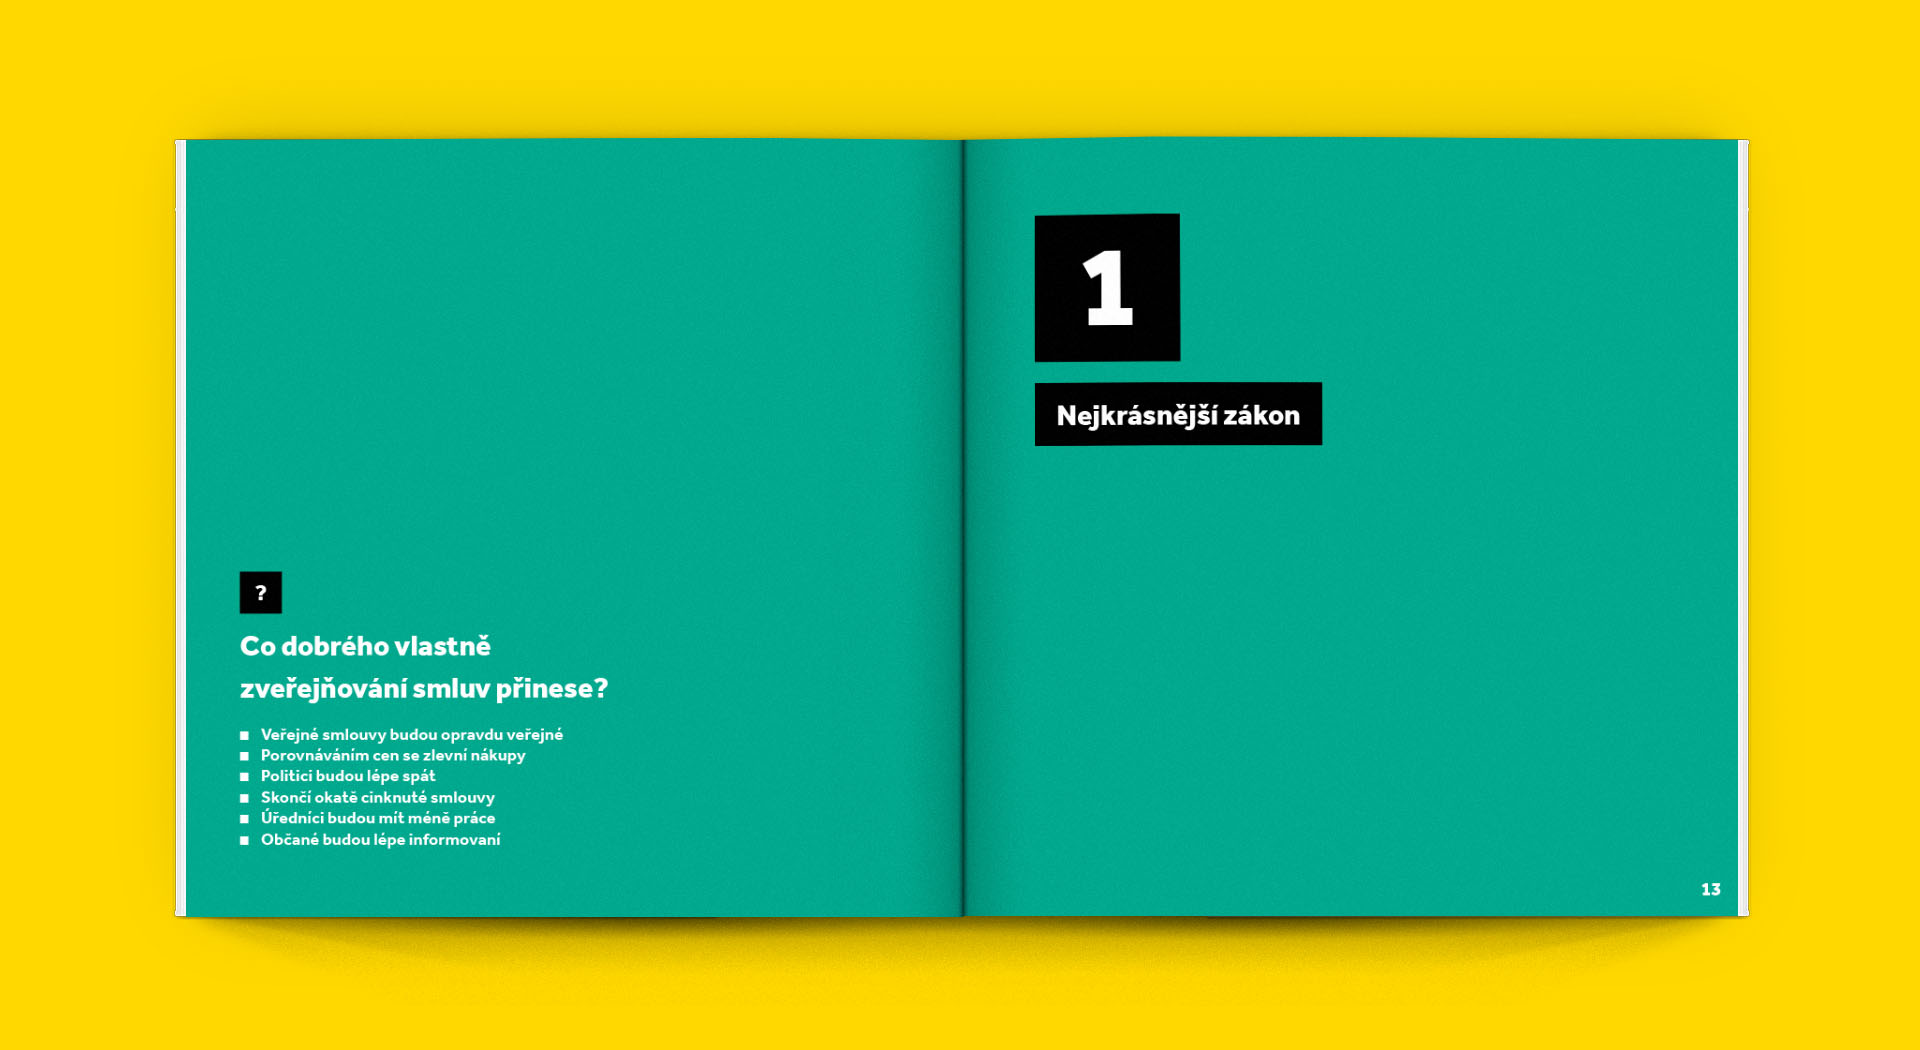 ?
Co dobrého vlastně
zveřejňování smluv přinese?
■ Veřejné smlouvy budou opravdu veřejné
■ Porovnáváním cen se zlevní nákupy
■ Politici budou lépe spát
■ Skončí okatě cinknuté smlouvy
■ Úředníci budou mít méně práce
■ Občané budou lépe informovaní
1
Nejkrásnější zákon
13